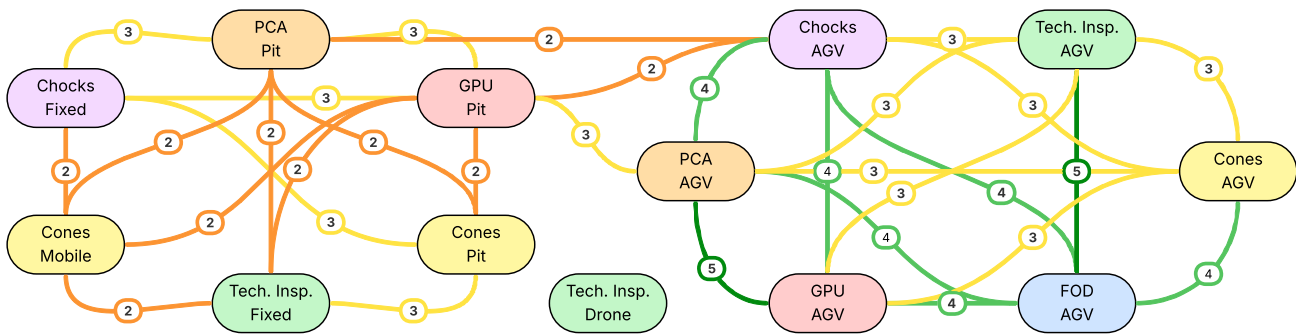 PCA
Pit
Chocks
AGV
Tech. Insp.
AGV
3
3
2
3
2
3
Chocks
Fixed
GPU
Pit
4
3
3
3
2
3
2
2
PCA
AGV
Cones
AGV
2
2
2
4
3
5
3
4
2
3
Cones
Mobile
Cones
Pit
4
3
5
4
2
Tech. Insp.
Fixed
3
Tech. Insp.
Drone
GPU
AGV
4
FOD
AGV